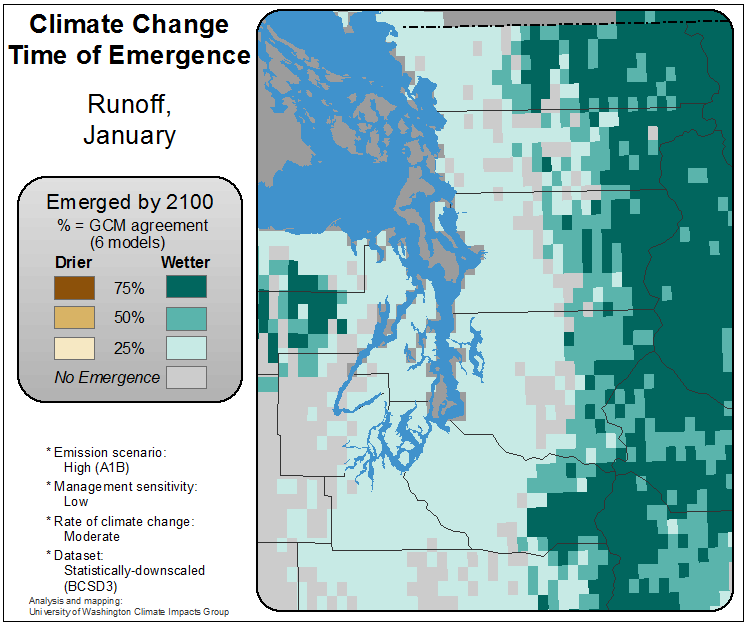 Climate Change
Time of Emergence
Runoff,
January
Emerged by 2100
% = GCM agreement
(6 models)
Drier Wetter
75%
50%
25%
No Emergence
* Emission scenario:
High (A1B)
* Management sensitivity:
Low
* Rate of climate change:
Moderate
* Dataset:
Statistically-downscaled
(BCSD3)
Analysis and mapping:
University of Washington Climate Impacts Group